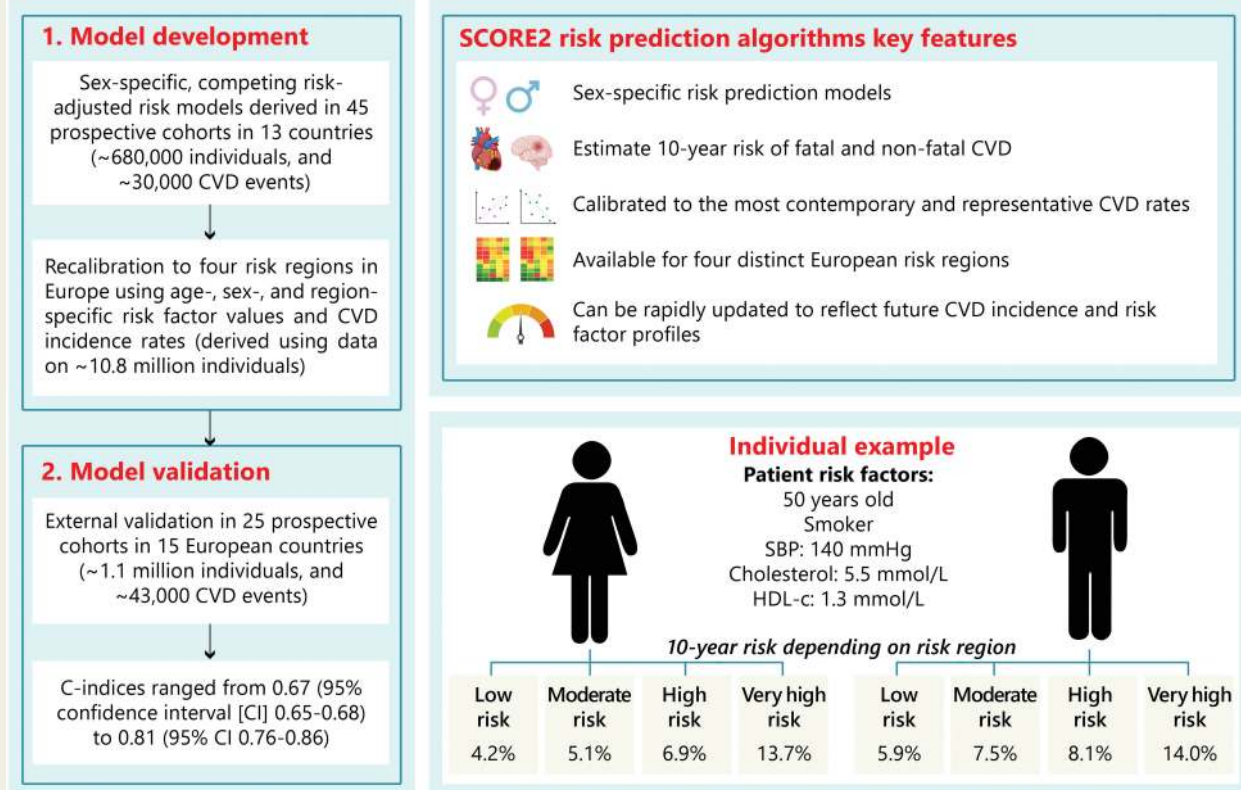 1. Model development
Sex-specific, competing risk-
adjusted risk models derived in 45
prospective cohorts in 13 countries
(~680,000 individuals, and
~30,000 CVD events)
Recalibration to four risk regions in
Europe using age-, sex-, and region-
specific risk factor values and CVD
incidence rates (derived using data
on ~10.8 million individuals)
2. Model validation
External validation in 25 prospective
cohorts in 15 European countries
(~1.1 million individuals, and
~43,000 CVD events)
C-indices ranged from 0.67 (95%
confidence interval [CI] 0.65-0.68)
to 0.81 (95% CI 0.76-0.86)
SCORE2 risk prediction algorithms key features
Sex-specific risk prediction models
Estimate 10-year risk of fatal and non-fatal CVD
Calibrated to the most contemporary and representative CVD rates
Available for four distinct European risk regions
Can be rapidly updated to reflect future CVD incidence and risk
factor profiles
Individual example
Patient risk factors:
50 years old
Smoker
SBP: 140 mmHg
Cholesterol: 5.5 mmol/L
HDL-c: 1.3 mmol/L
10-year risk depending on risk region
Low
risk
4.2%
Moderate
risk
5.1%
High
risk
6.9%
Very high
risk
13.7%
Low
risk
5.9%
Moderate
risk
7.5%
High
risk
8.1%
Very high
risk
14.0%